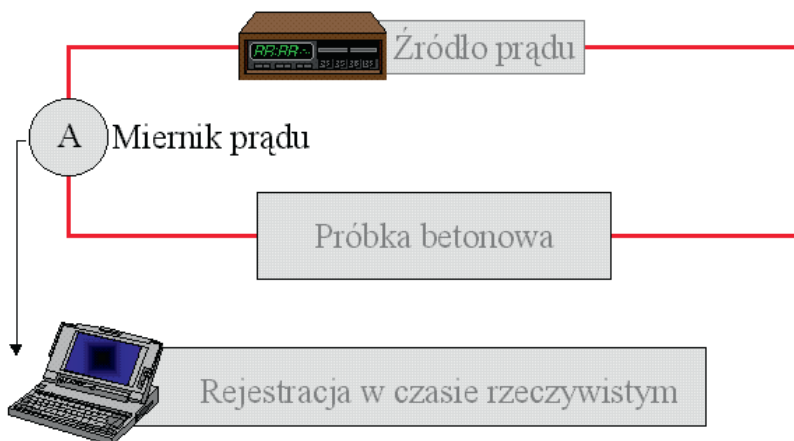 Źródło prądu
A
Miernik prądu
Próbka betonowa
Rejestracja w czasie rzeczywistym